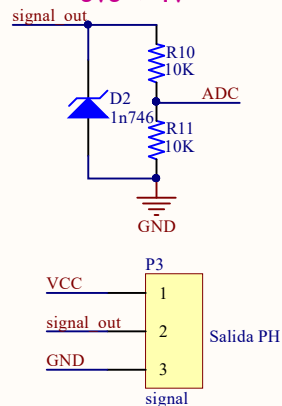 signal_out
R10
10K
D2
1n746
ADC
R11
10K
GND
P3
VCC
1
signal_out
2
Salida PH
GND
3
signal